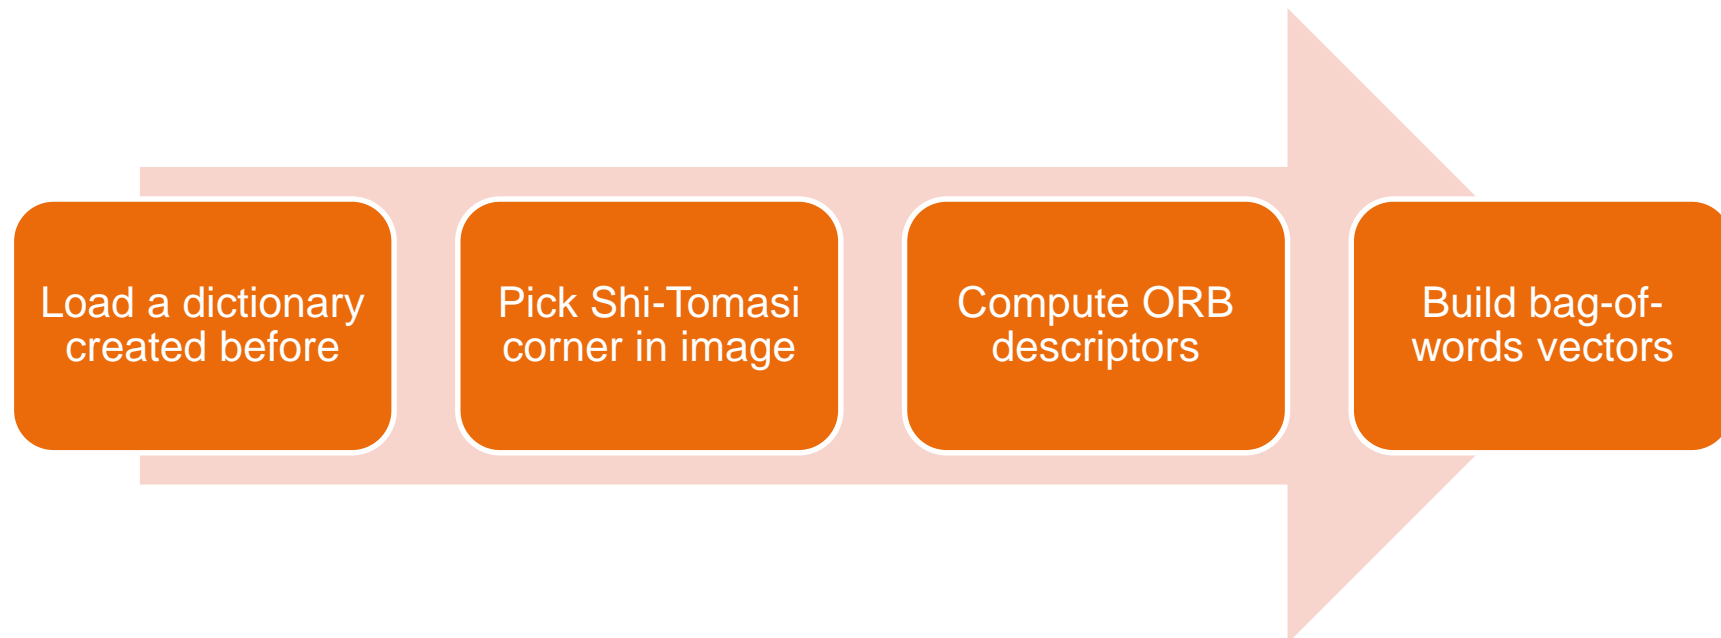 Load a dictionary
created before
Pick Shi-Tomasi
corner in image
Compute ORB
descriptors
Build bag-of-
words vectors